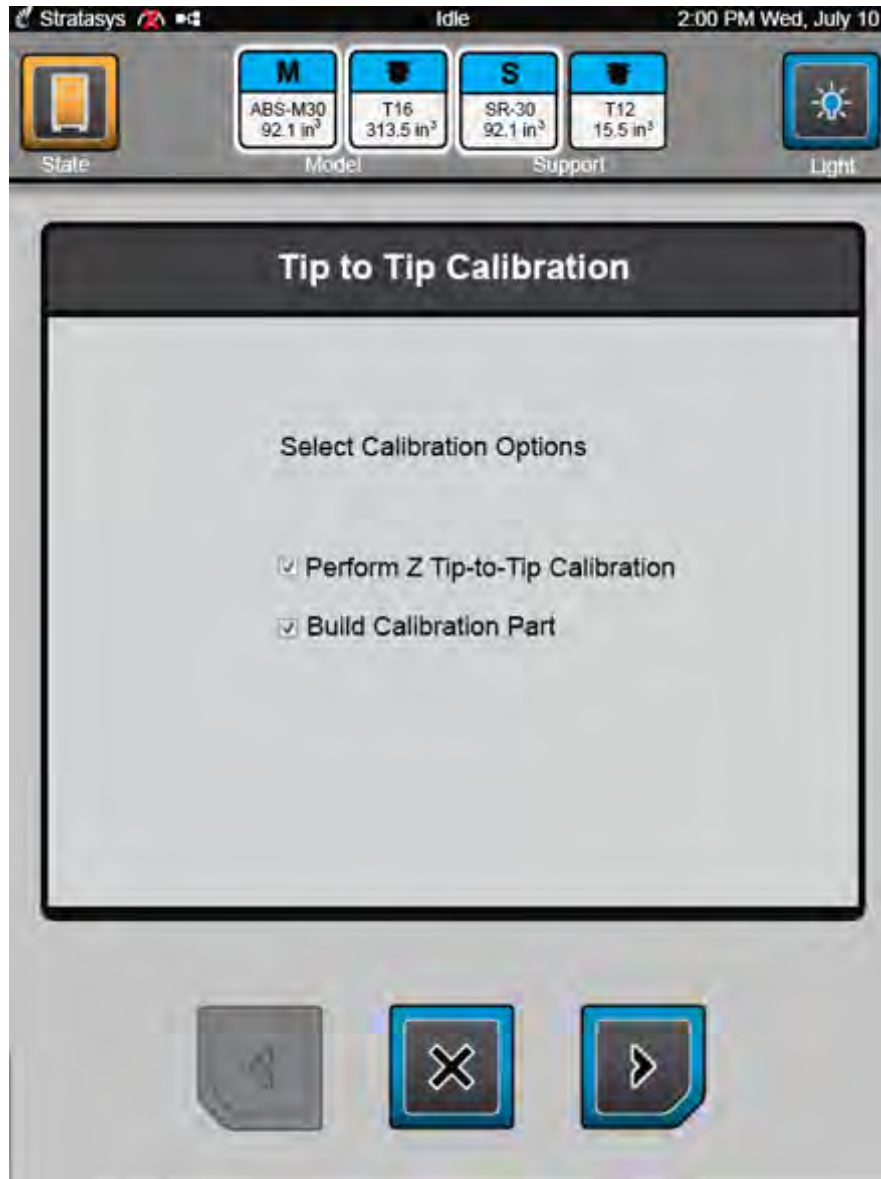 Stratasys Idle 2:00 PM Wed, July 10
M S
ABS-M30 T16 SR-30 T12
92.1 in³ 313.5 in³ 92.1 in³ 15.5 in³
State Model Support Light
Tip to Tip Calibration
Select Calibration Options
Perform Z Tip-to-Tip Calibration
Build Calibration Part